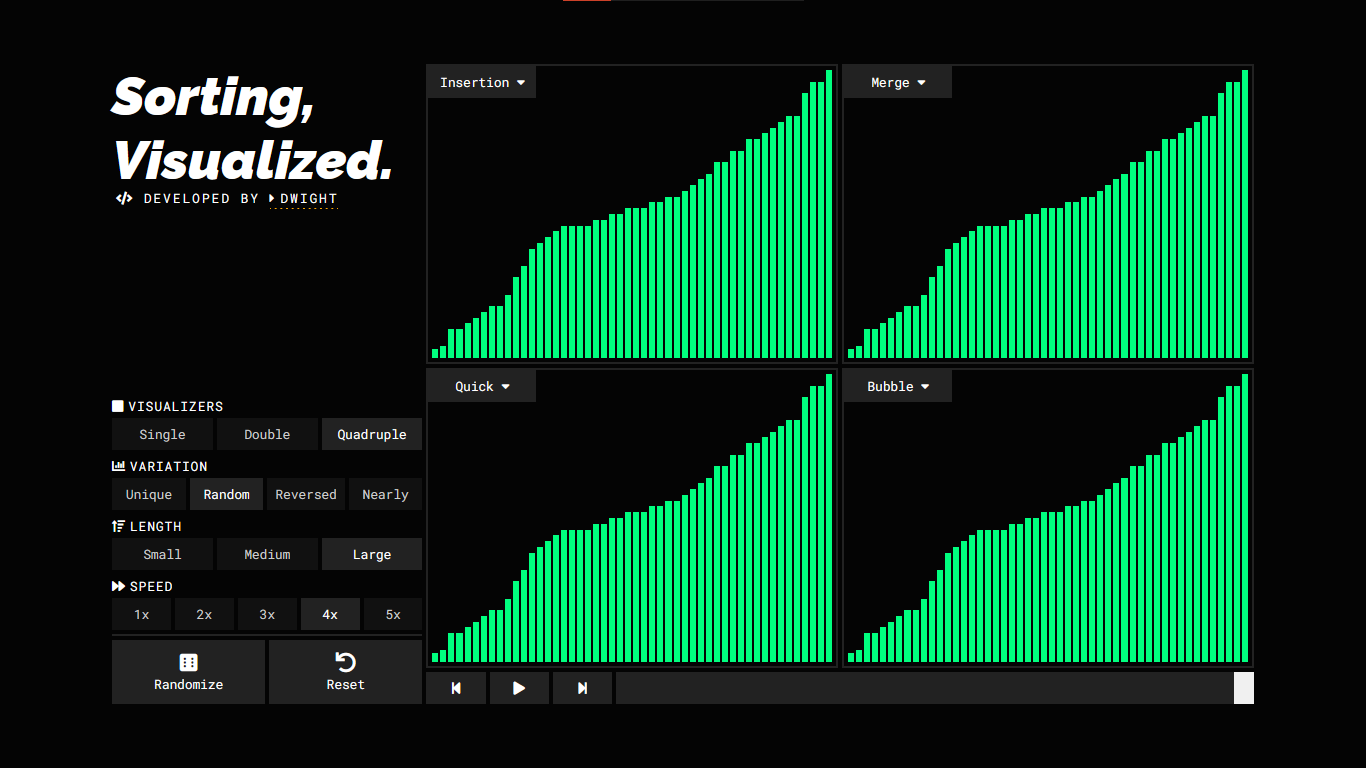 Sorting,
Visualized.
DEVELOPED BY DWIGHT
VISUALIZERS
Single Double Quadruple
VARIATION
Unique Random Reversed Nearly
LENGTH
Small Medium Large
SPEED
1x 2x 3x 4x 5x
Randomize Reset
Insertion
Merge
Quick
Bubble